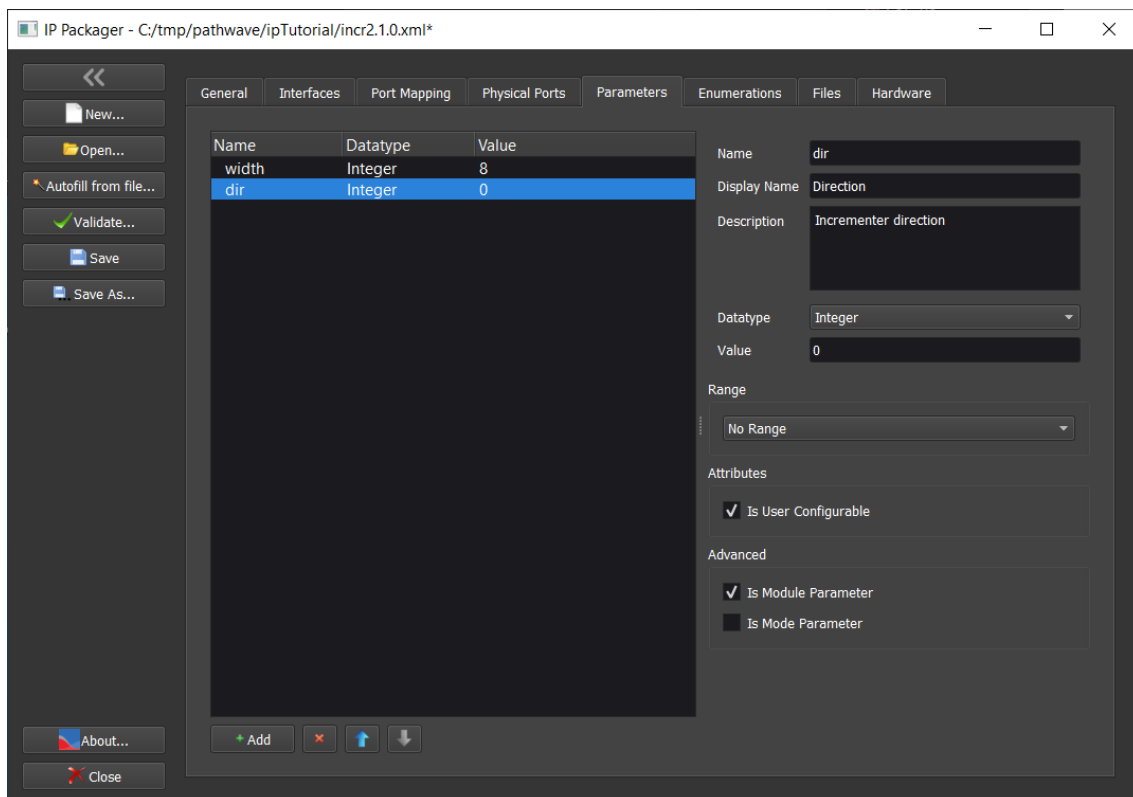 IP Packager - C:/tmp/pathwave/ipTutorial/incr2.1.0.xml*
New...
Open...
Autofill from file...
Validate...
Save
Save As...
About...
Close
General Interfaces Port Mapping Physical Ports Parameters Enumerations Files Hardware
Name Datatype Value
width Integer 8
dir Integer 0
+ Add
Name dir
Display Name Direction
Description Incrementer direction
Datatype Integer
Value 0
Range
No Range
Attributes
Is User Configurable
Advanced
Is Module Parameter
Is Mode Parameter